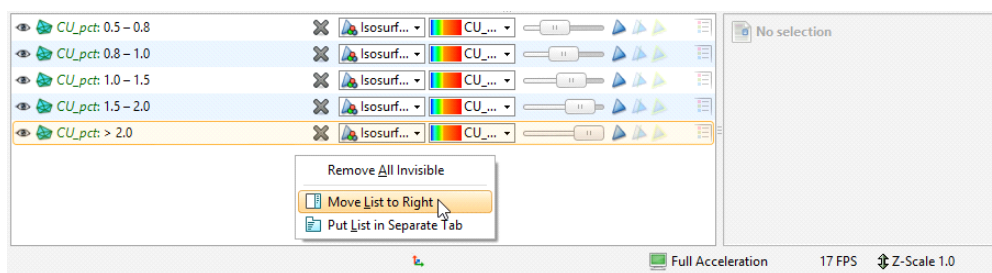 CU_pct: 0.5 – 0.8 Isosurf... CU_...
CU_pct: 0.8 – 1.0 Isosurf... CU_...
CU_pct: 1.0 – 1.5 Isosurf... CU_...
CU_pct: 1.5 – 2.0 Isosurf... CU_...
CU_pct: > 2.0 Isosurf... CU_...
No selection
Remove All Invisible
Move List to Right
Put List in Separate Tab
Full Acceleration 17 FPS Z-Scale 1.0